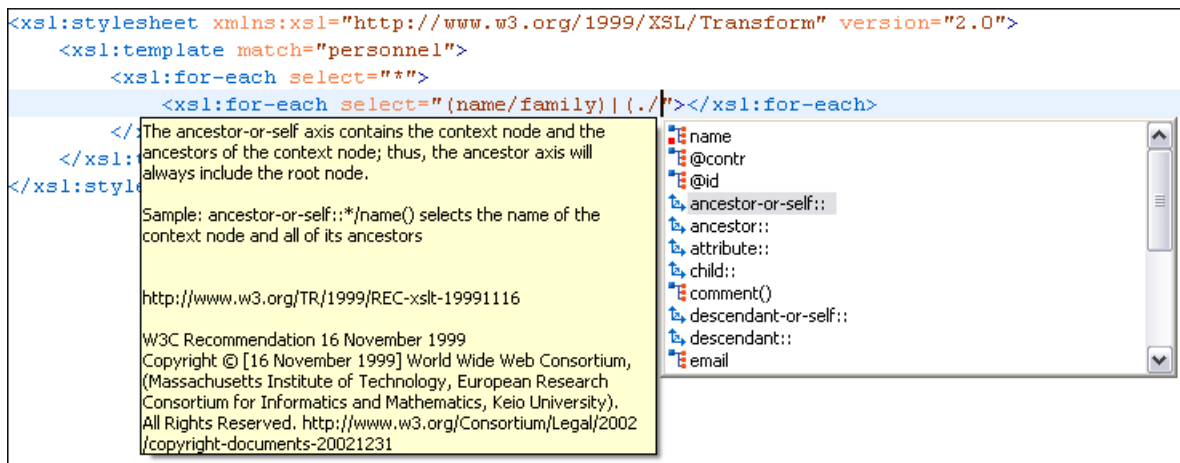 <xsl:stylesheet xmlns:xsl="http://www.w3.org/1999/XSL/Transform" version="2.0">
<xsl:template match="personnel">
<xsl:for-each select="*">
<xsl:for-each select="(name/family)|(./"></xsl:for-each>
</
</xsl:
</xsl:styl
The ancestor-or-self axis contains the context node and the
ancestors of the context node; thus, the ancestor axis will
always include the root node.
Sample: ancestor-or-self::*/name() selects the name of the
context node and all of its ancestors
http://www.w3.org/TR/1999/REC-xslt-19991116
W3C Recommendation 16 November 1999
Copyright © [16 November 1999] World Wide Web Consortium,
(Massachusetts Institute of Technology, European Research
Consortium for Informatics and Mathematics, Keio University).
All Rights Reserved. http://www.w3.org/Consortium/Legal/2002
/copyright-documents-20021231
name
@contr
@id
ancestor-or-self::
ancestor::
attribute::
child::
comment()
descendant-or-self::
descendant::
email